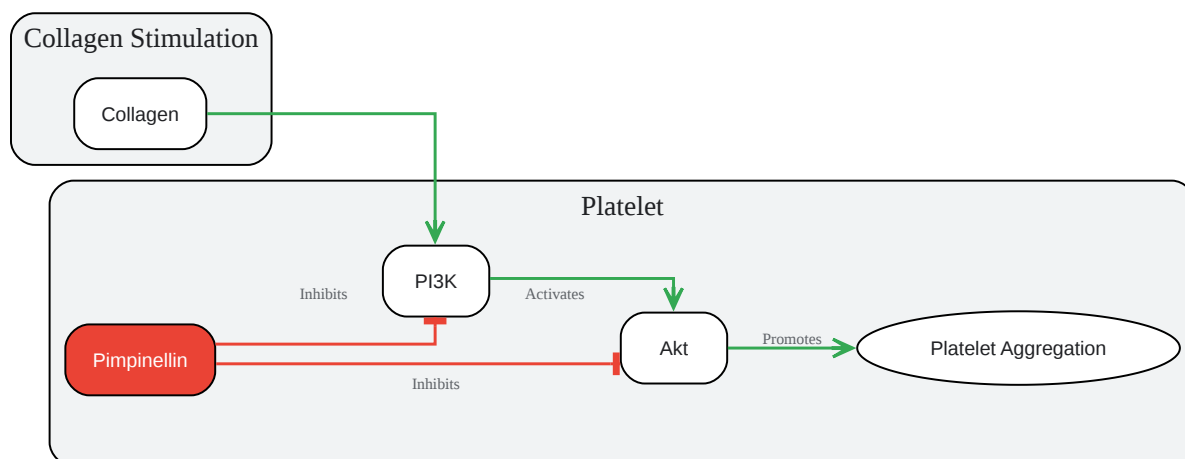 Collagen Stimulation
Collagen
Platelet
PI3K
Inhibits
Activates
Pimpinellin
Akt
Promotes
Platelet Aggregation
Inhibits